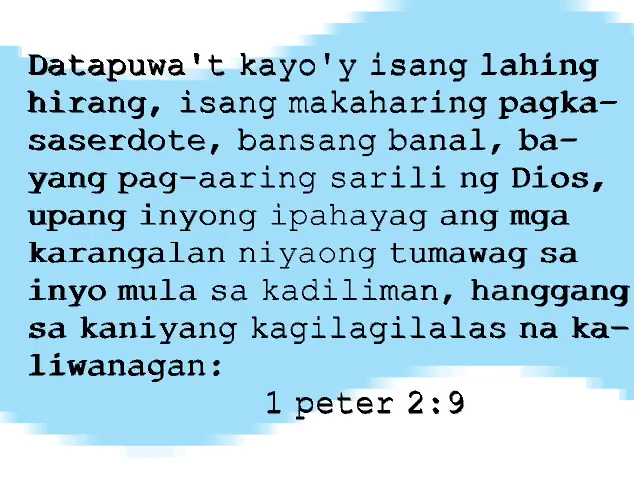 Datapuwa't kayo'y isang lahing
hirang, isang makaharing pagka-
saserdote, bansang banal, ba-
yang pag-aaring sarili ng Dios,
upang inyong ipahayag ang mga
karangalan niyaong tumawag sa
inyo mula sa kadiliman, hanggang
sa kaniyang kagilagilalas na ka-
liwanagan:
1 peter 2:9